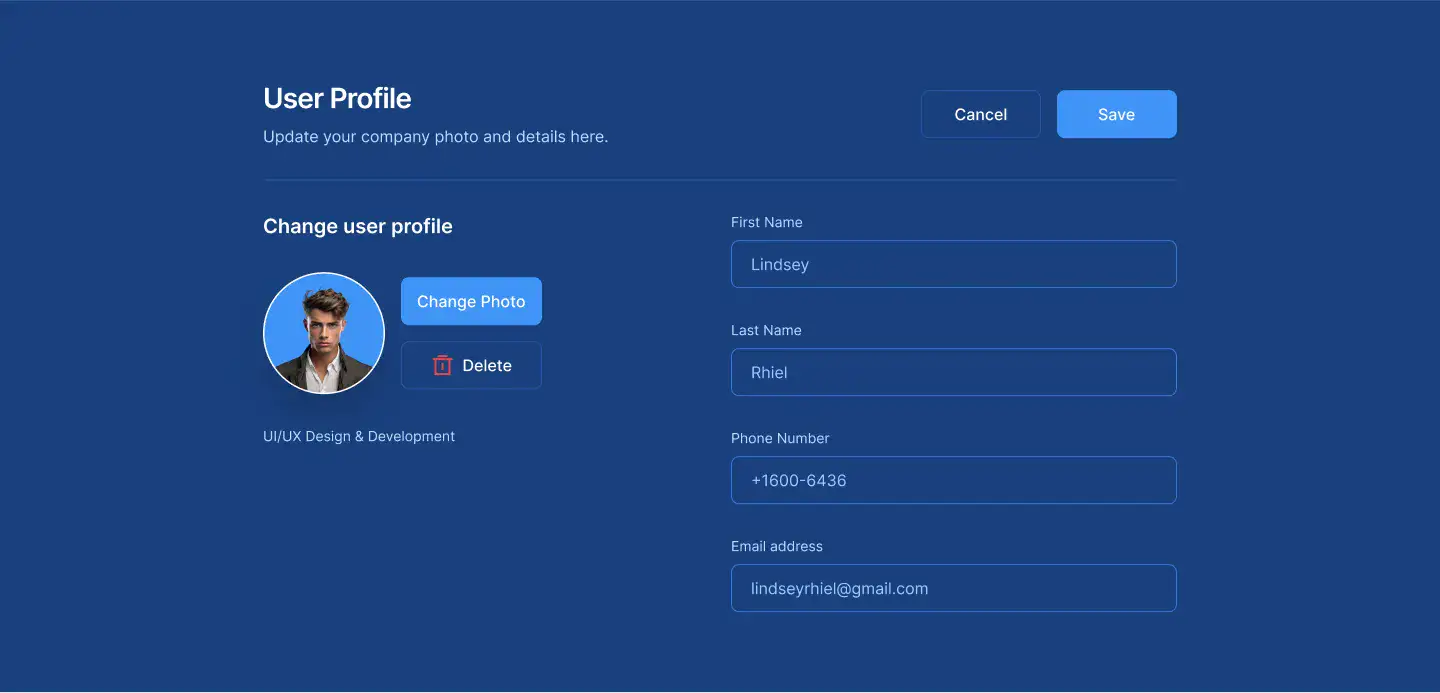 User Profile
Update your company photo and details here.
Cancel
Save
Change user profile
Change Photo
Delete
UI/UX Design & Development
First Name
Lindsey
Last Name
Rhiel
Phone Number
+1600-6436
Email address
lindseyrhiel@gmail.com